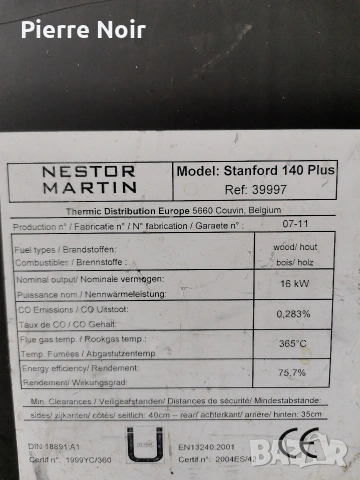 Pierre Noir
NESTOR
MARTIN
Model: Stanford 140 Plus
Ref: 39997
Thermic Distribution Europe 5660 Couvin, Belgium
Production n° / Fabricatie n° / N° fabrication / Garaete n°: 07-11
Fuel types / Brandstoffen: wood/ hout
Combustibles/ Brennstoffe: bois/ holz
Nominal output/ Nominale vermogen: 16 kW
Puissance nom/ Nennwärmeleistung:
CO Emissions/ CO Uitstoot: 0,283%
Taux de CO/ CO Gehalt:
Flue gas temp./ Rookgas temp: 365°C
Temp. Fumées/ Abgastutzentemp:
Energy efficiency/ Rendement: 75,7%
Rendement/ Wirkungsgrad:
Min. Clearances/ Veiligeafstanden/ Distances de sécurité/ Mindestabstände:
sides/ zijkanten/ côtés/ seitlich: 40cm – rear/ achterkant/ arrière/ hinten: 35cm
DIN 18891 A1 EN13240:2001
Certif n°: 1999YC/360 Certif n°: 2004ES/42
CE
bazar